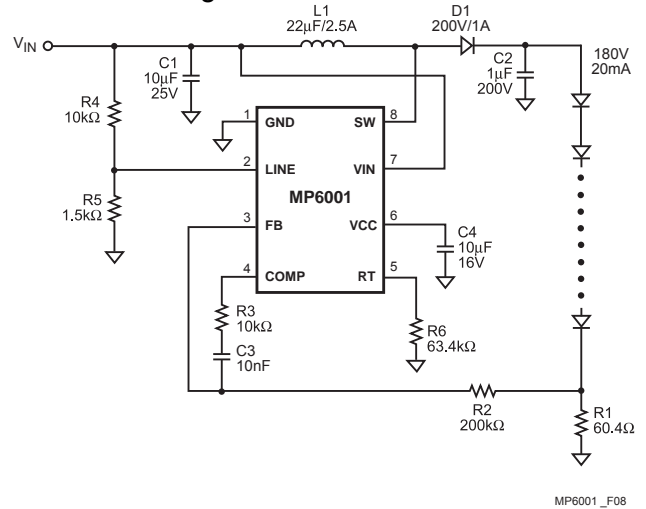 L1
22µF/2.5A
D1
200V/1A
VIN
C1
10µF
25V
C2
1µF
200V
180V
20mA
R4
10kΩ
1
GND
SW
8
2
LINE
VIN
7
MP6001
R5
1.5kΩ
3
FB
VCC
6
C4
10µF
16V
4
COMP
RT
5
R3
10kΩ
C3
10nF
R6
63.4kΩ
R2
200kΩ
R1
60.4Ω
MP6001_F08